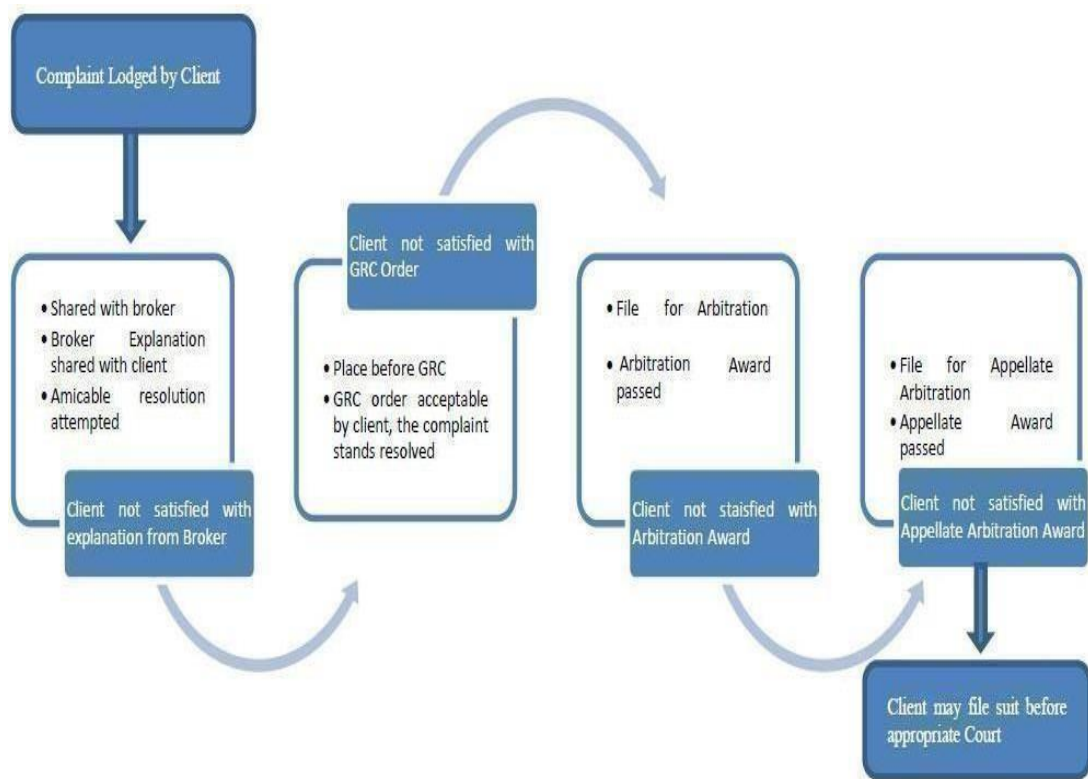 Complaint Lodged by Client
• Shared with broker
• Broker Explanation
shared with client
• Amicable resolution
attempted
Client not satisfied with
explanation from Broker
Client not satisfied with
GRC Order
• Place before GRC
• GRC order acceptable
by client, the complaint
stands resolved
• File for Arbitration
• Arbitration Award
passed
Client not staisfied with
Arbitration Award
• File for Appellate
Arbitration
• Appellate Award
passed
Client not satisfied with
Appellate Arbitration Award
Client may file suit before
appropriate Court